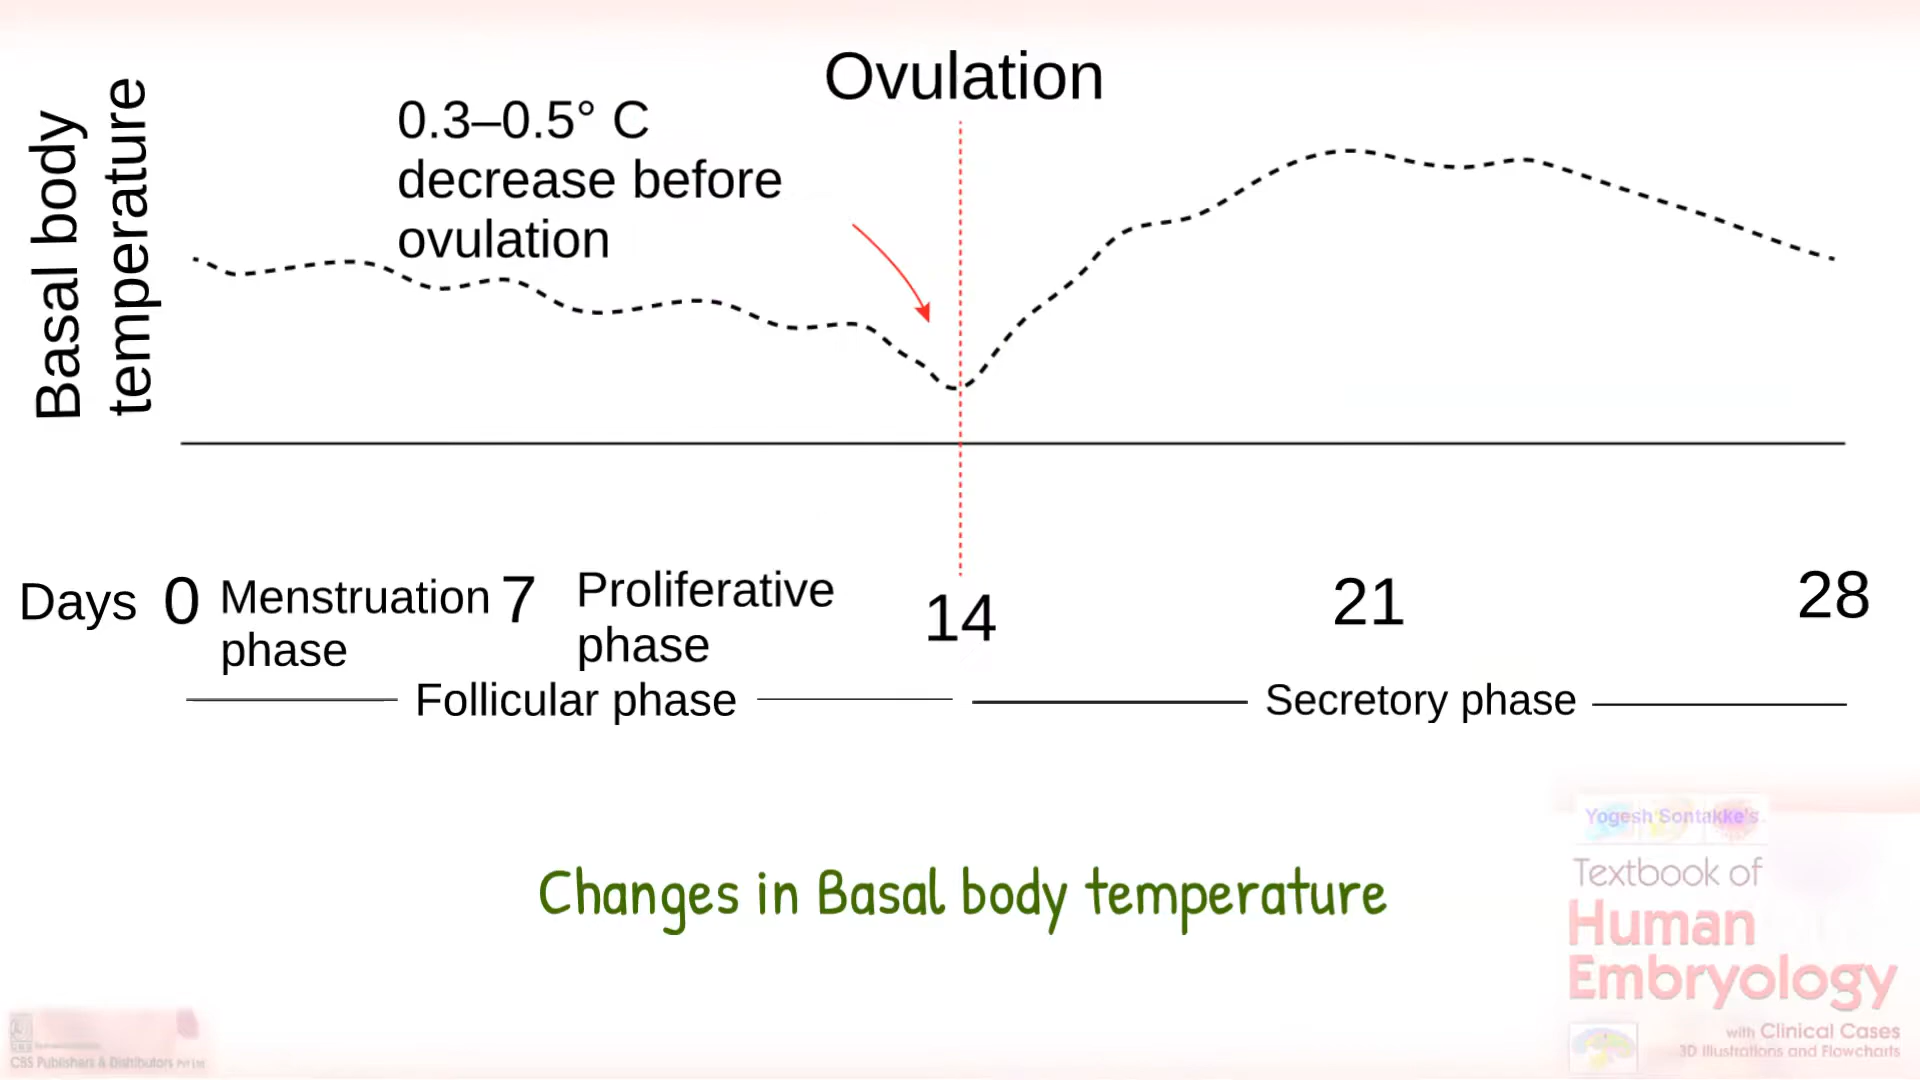 Ovulation
Basal body
temperature
0.3–0.5° C
decrease before
ovulation
Days 0 Menstruation phase 7 Proliferative phase 14 21 28
Follicular phase
Secretory phase
Changes in Basal body temperature
Yogesh Sontakke's
Textbook of
Human
Embryology
with Clinical Cases
3D Illustrations and Flowcharts
CBS Publishers & Distributors Pvt Ltd